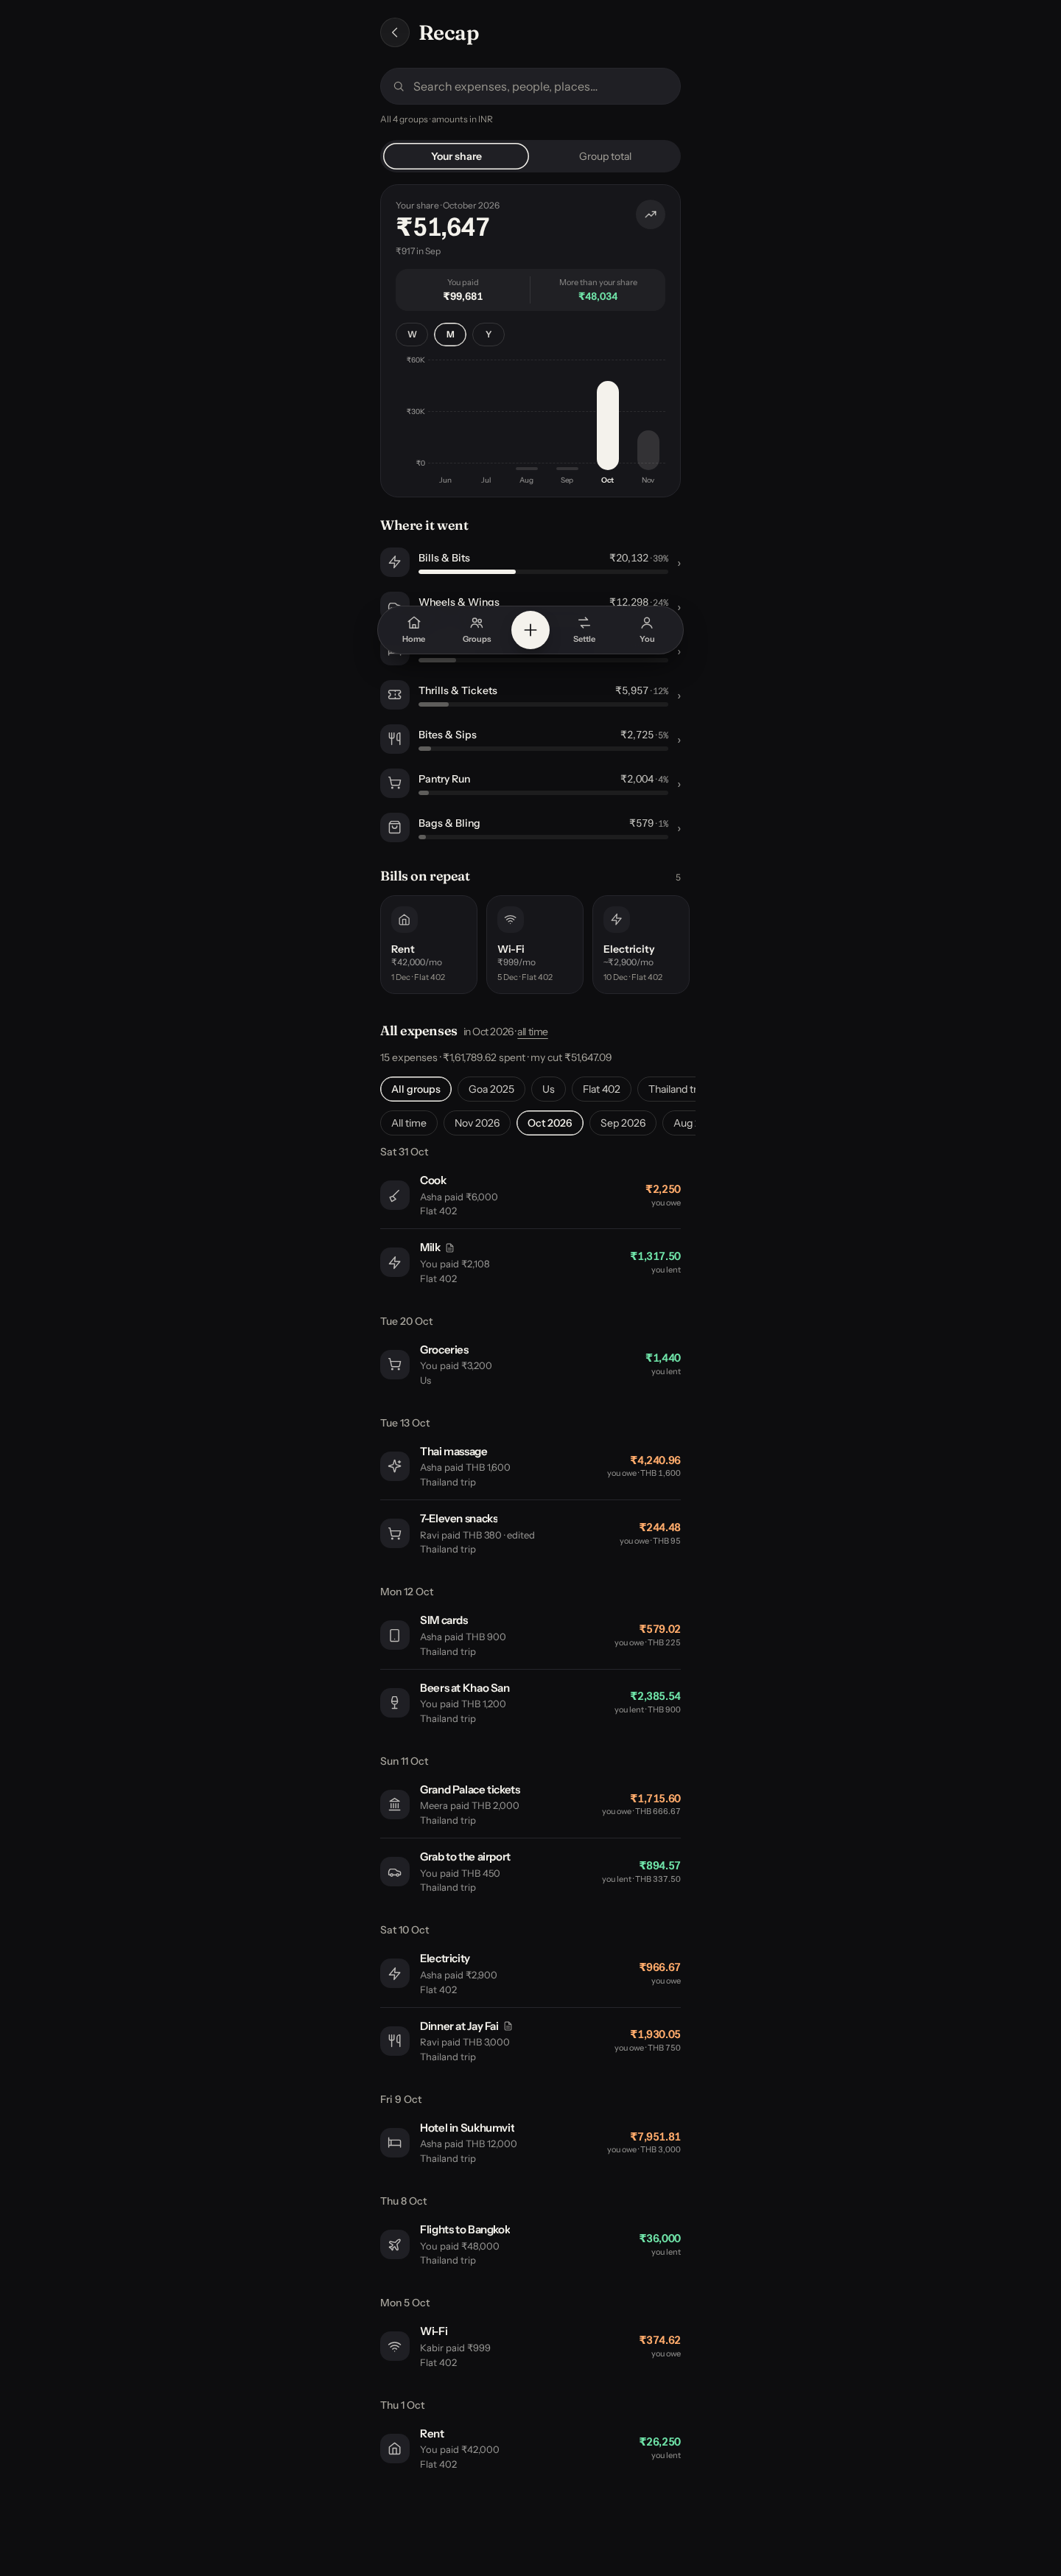 Recap
Search expenses, people, places...
All 4 groups · amounts in INR
Your share
Group total
Your share · October 2026
₹51,647
₹917 in Sep
You paid
₹99,681
More than your share
₹48,034
W
M
Y
₹60K
₹30K
₹0
Jun
Jul
Aug
Sep
Oct
Nov
Where it went
Bills & Bits
₹20,132 · 39%
Wheels & Wings
₹12,298 · 24%
Home
Groups
Settle
You
Thrills & Tickets
₹5,957 · 12%
Bites & Sips
₹2,725 · 5%
Pantry Run
₹2,004 · 4%
Bags & Bling
₹579 · 1%
Bills on repeat
5
Rent
₹42,000/mo
1 Dec · Flat 402
Wi-Fi
₹999/mo
5 Dec · Flat 402
Electricity
~₹2,900/mo
10 Dec · Flat 402
All expenses in Oct 2026 · all time
15 expenses · ₹1,61,789.62 spent · my cut ₹51,647.09
All groups
Goa 2025
Us
Flat 402
Thailand tr
All time
Nov 2026
Oct 2026
Sep 2026
Aug
Sat 31 Oct
Cook
Asha paid ₹6,000
Flat 402
₹2,250
you owe
Milk
You paid ₹2,108
Flat 402
₹1,317.50
you lent
Tue 20 Oct
Groceries
You paid ₹3,200
Us
₹1,440
you lent
Tue 13 Oct
Thai massage
Asha paid THB 1,600
Thailand trip
₹4,240.96
you owe · THB 1,600
7-Eleven snacks
Ravi paid THB 380 · edited
Thailand trip
₹244.48
you owe · THB 95
Mon 12 Oct
SIM cards
Asha paid THB 900
Thailand trip
₹579.02
you owe · THB 225
Beers at Khao San
You paid THB 1,200
Thailand trip
₹2,385.54
you lent · THB 900
Sun 11 Oct
Grand Palace tickets
Meera paid THB 2,000
Thailand trip
₹1,715.60
you owe · THB 666.67
Grab to the airport
You paid THB 450
Thailand trip
₹894.57
you lent · THB 337.50
Sat 10 Oct
Electricity
Asha paid ₹2,900
Flat 402
₹966.67
you owe
Dinner at Jay Fai
Ravi paid THB 3,000
Thailand trip
₹1,930.05
you owe · THB 750
Fri 9 Oct
Hotel in Sukhumvit
Asha paid THB 12,000
Thailand trip
₹7,951.81
you owe · THB 3,000
Thu 8 Oct
Flights to Bangkok
You paid ₹48,000
Thailand trip
₹36,000
you lent
Mon 5 Oct
Wi-Fi
Kabir paid ₹999
Flat 402
₹374.62
you owe
Thu 1 Oct
Rent
You paid ₹42,000
Flat 402
₹26,250
you lent